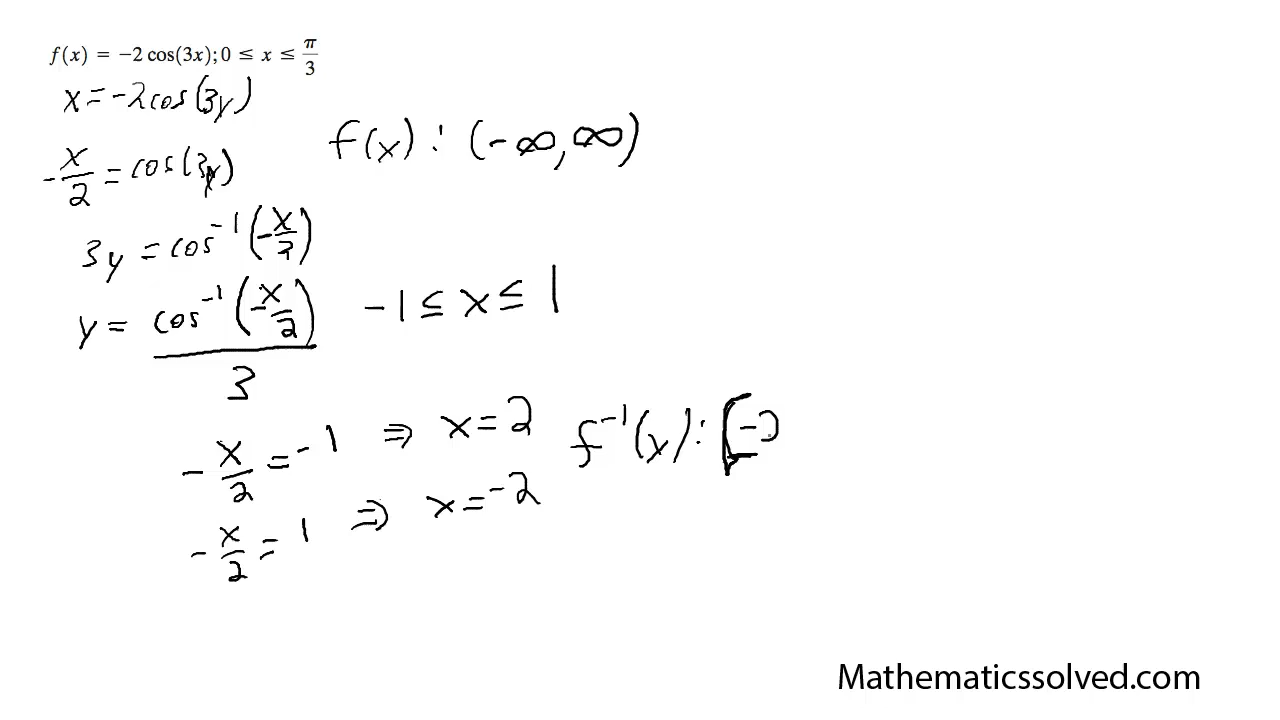 f(x) = −2 cos(3x); 0 ≤ x ≤ π/3
x = -2cos(3y)
f(x) : (-∞, ∞)
-x/2 = cos(3y)
3y = cos^-1(-x/2)
y = cos^-1(-x/2)/3   -1 ≤ x ≤ 1
-x/2 = -1 ⇒ x = 2   f^-1(x) : [-2
-x/2 = 1 ⇒ x = -2
Mathematicssolved.com